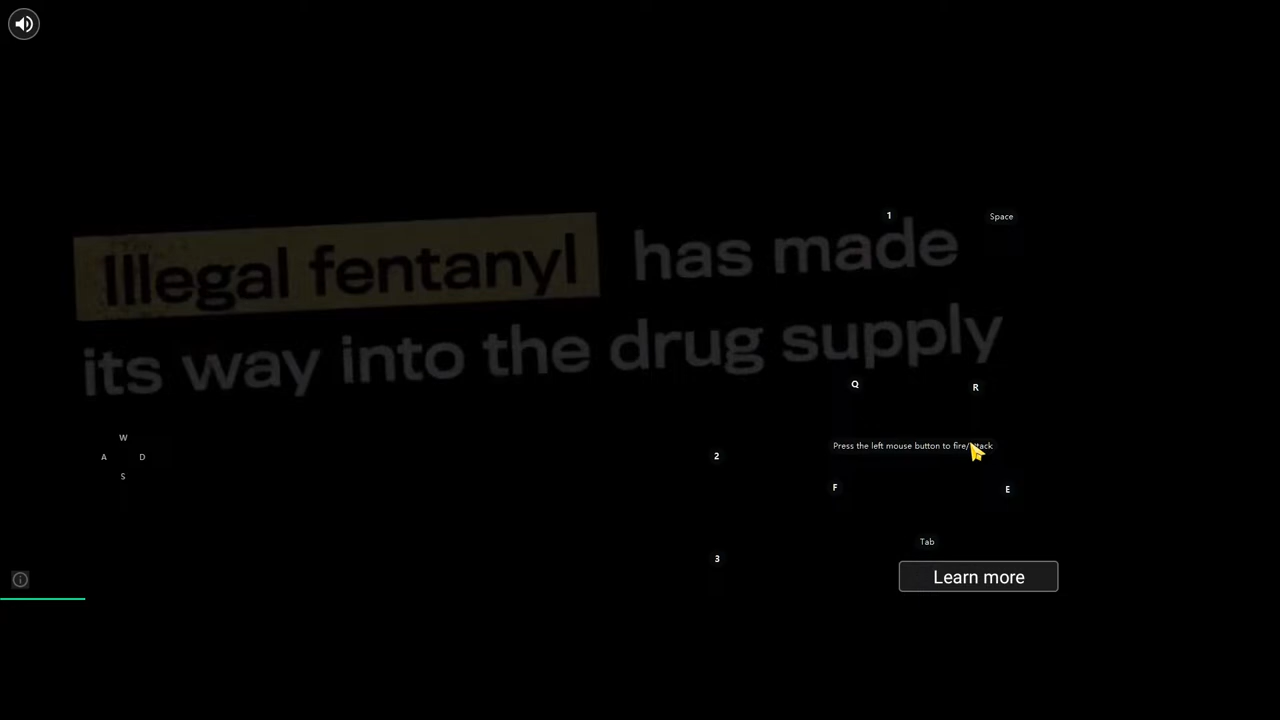 Illegal fentanyl has made
its way into the drug supply
1
Space
Q
R
W
A
D
S
Press the left mouse button to fire/attack
2
F
E
Tab
3
Learn more